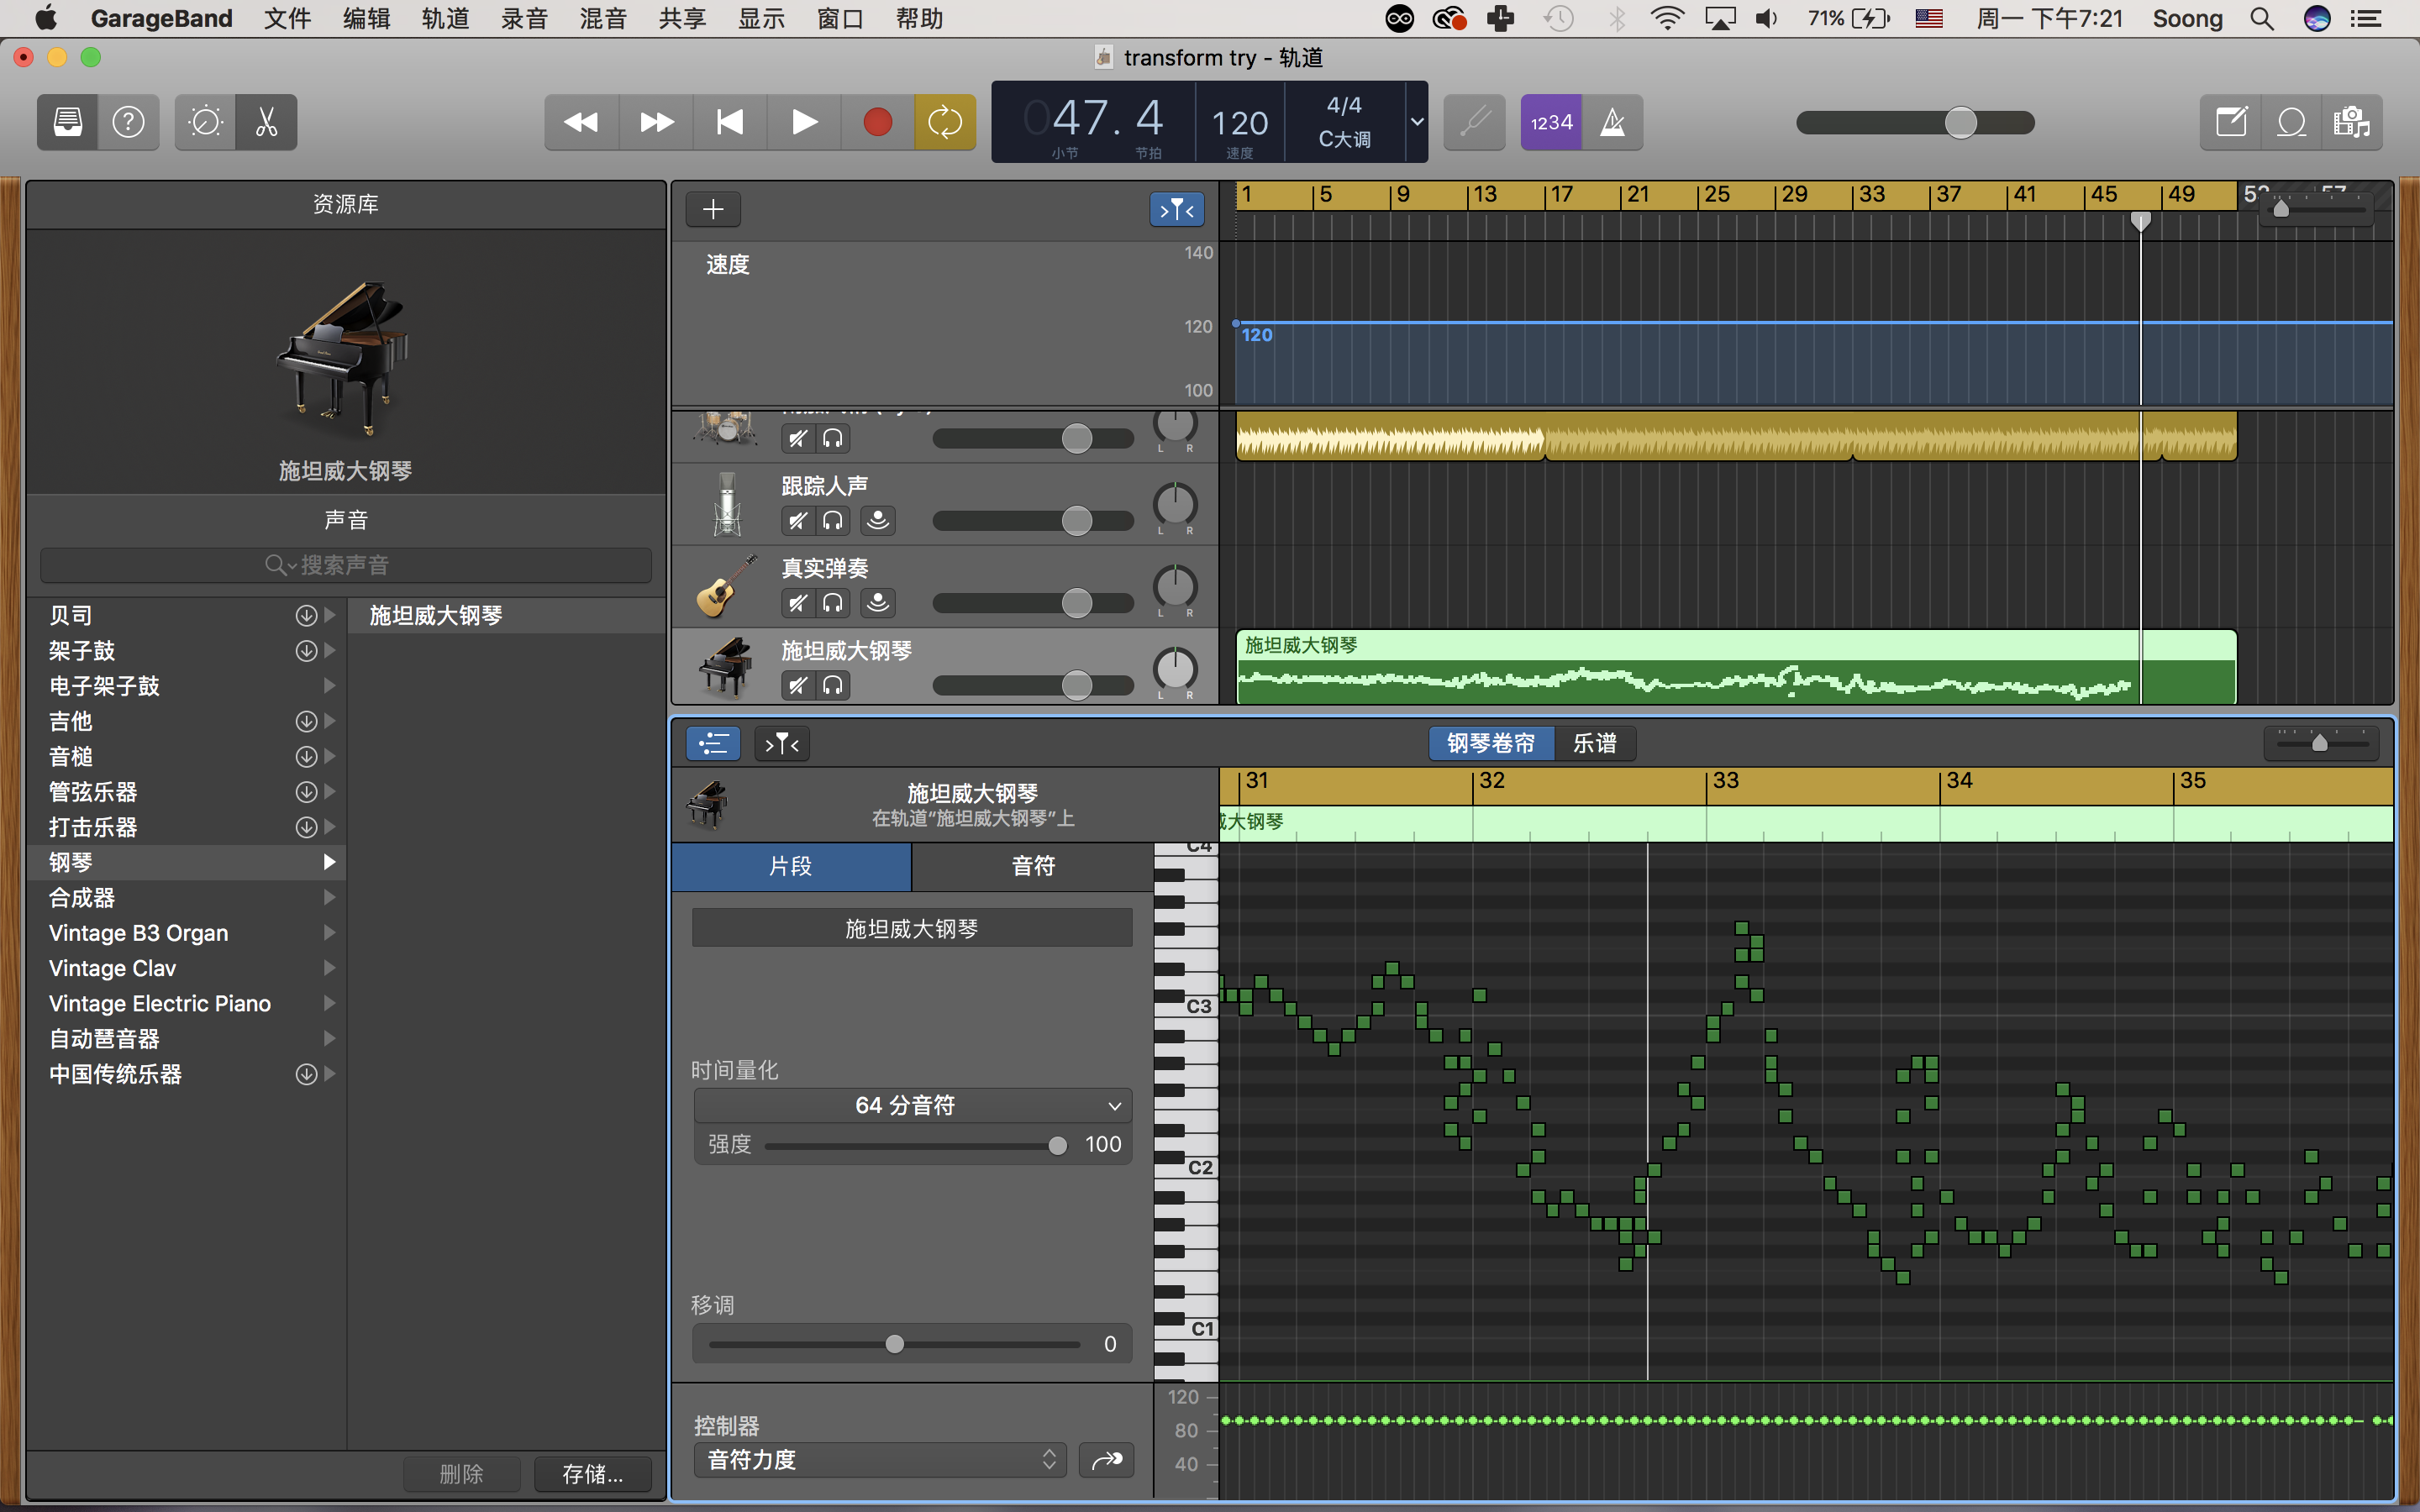 GarageBand 文件 编辑 轨道 录音 混音 共享 显示 窗口 帮助
71% 周一 下午7:21 Soong
transform try - 轨道
1234
047. 4
小节 节拍
120
速度
4/4
C大调
资源库
施坦威大钢琴
声音
搜索声音
贝司
架子鼓
电子架子鼓
吉他
音槌
管弦乐器
打击乐器
钢琴
合成器
Vintage B3 Organ
Vintage Clav
Vintage Electric Piano
自动琶音器
中国传统乐器
施坦威大钢琴
删除 存储...
1 5 9 13 17 21 25 29 33 37 41 45 49
速度
140
120
100
120
L R
跟踪人声
L R
真实弹奏
L R
施坦威大钢琴
L R
施坦威大钢琴
钢琴卷帘 乐谱
施坦威大钢琴
在轨道“施坦威大钢琴”上
31 32 33 34 35
大钢琴
片段 音符
施坦威大钢琴
时间量化
64 分音符
强度 100
移调
0
C4
C3
C2
C1
控制器
音符力度
120
80
40